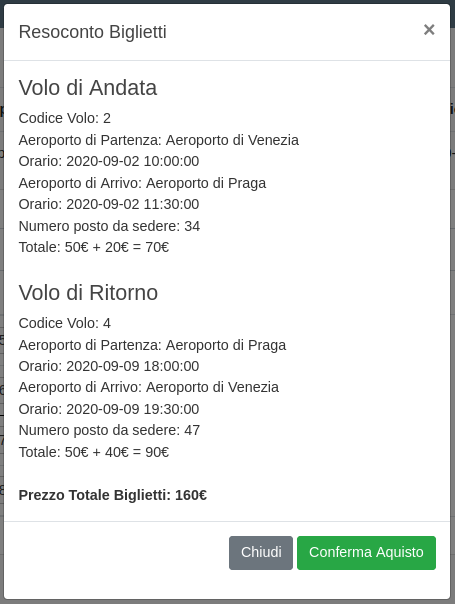 Resoconto Biglietti
×
Volo di Andata
Codice Volo: 2
Aeroporto di Partenza: Aeroporto di Venezia
Orario: 2020-09-02 10:00:00
Aeroporto di Arrivo: Aeroporto di Praga
Orario: 2020-09-02 11:30:00
Numero posto da sedere: 34
Totale: 50€ + 20€ = 70€
Volo di Ritorno
Codice Volo: 4
Aeroporto di Partenza: Aeroporto di Praga
Orario: 2020-09-09 18:00:00
Aeroporto di Arrivo: Aeroporto di Venezia
Orario: 2020-09-09 19:30:00
Numero posto da sedere: 47
Totale: 50€ + 40€ = 90€
Prezzo Totale Biglietti: 160€
Chiudi Conferma Aquisto